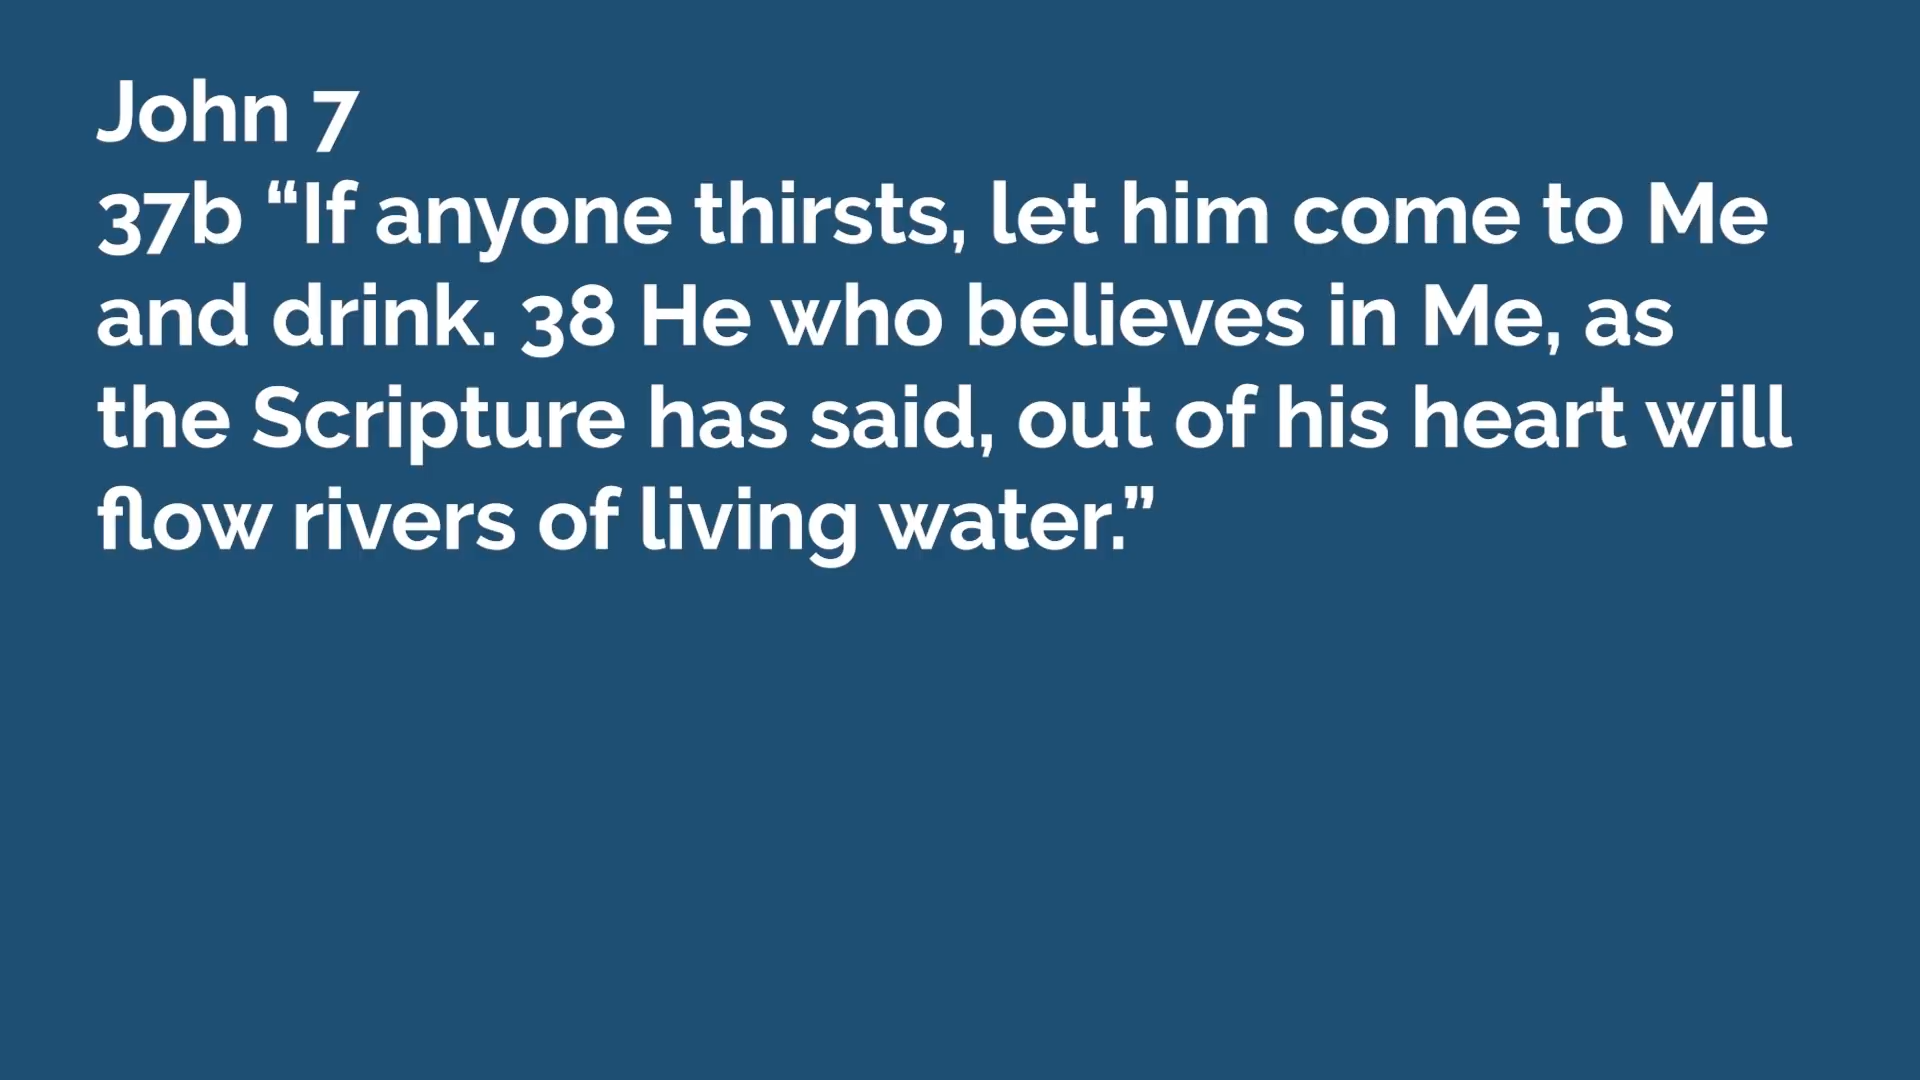 John 7
37b “If anyone thirsts, let him come to Me
and drink. 38 He who believes in Me, as
the Scripture has said, out of his heart will
flow rivers of living water.”